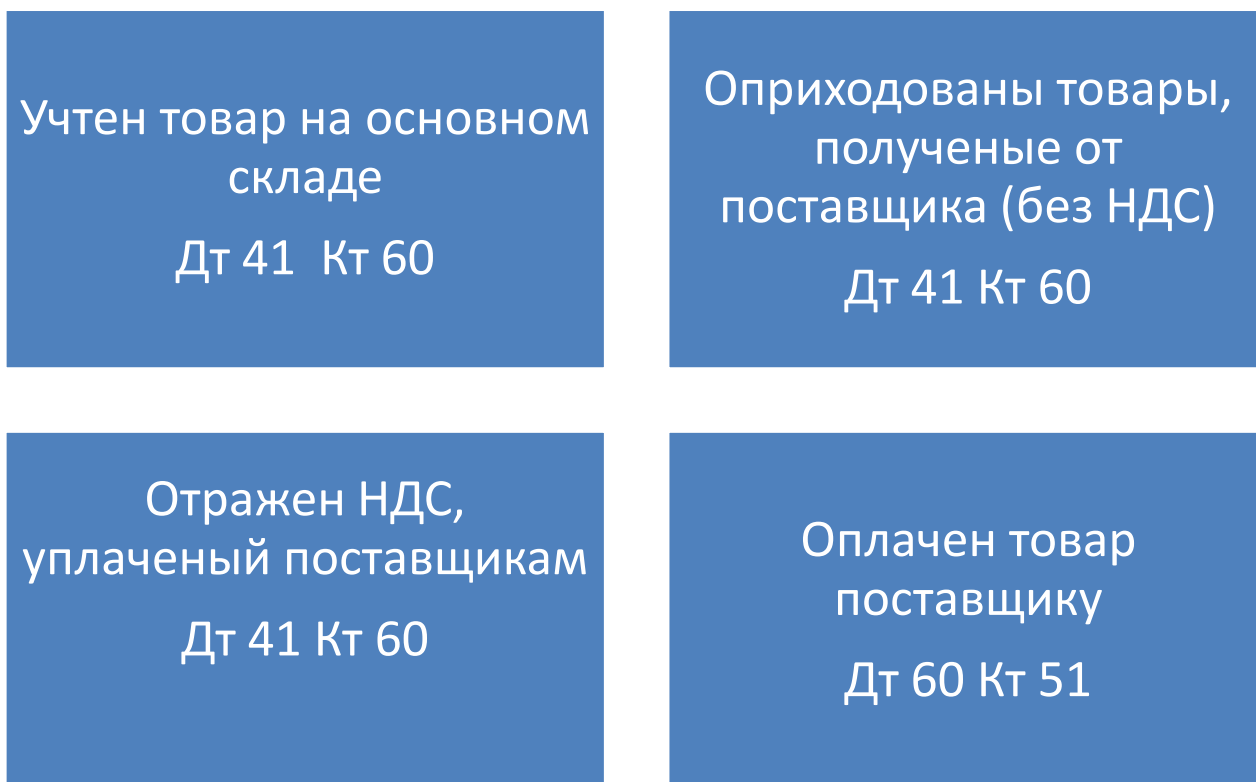 Учтен товар на основном
складе
Дт 41  Кт 60
Оприходованы товары,
полученые от
поставщика (без НДС)
Дт 41 Кт 60
Отражен НДС,
уплаченый поставщикам
Дт 41 Кт 60
Оплачен товар
поставщику
Дт 60 Кт 51